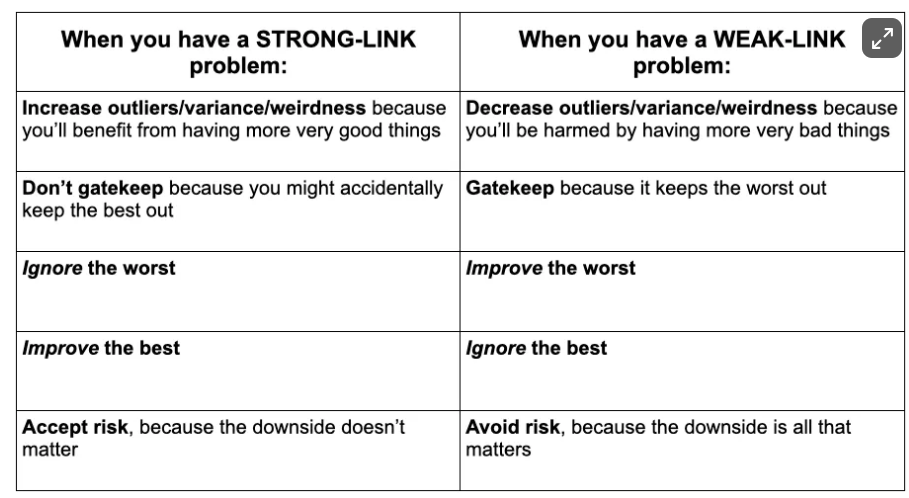 When you have a STRONG-LINK
problem:
When you have a WEAK-LINK
problem:
Increase outliers/variance/weirdness because
you'll benefit from having more very good things
Decrease outliers/variance/weirdness because
you'll be harmed by having more very bad things
Don't gatekeep because you might accidentally
keep the best out
Gatekeep because it keeps the worst out
Ignore the worst
Improve the worst
Improve the best
Ignore the best
Accept risk, because the downside doesn't
matter
Avoid risk, because the downside is all that
matters